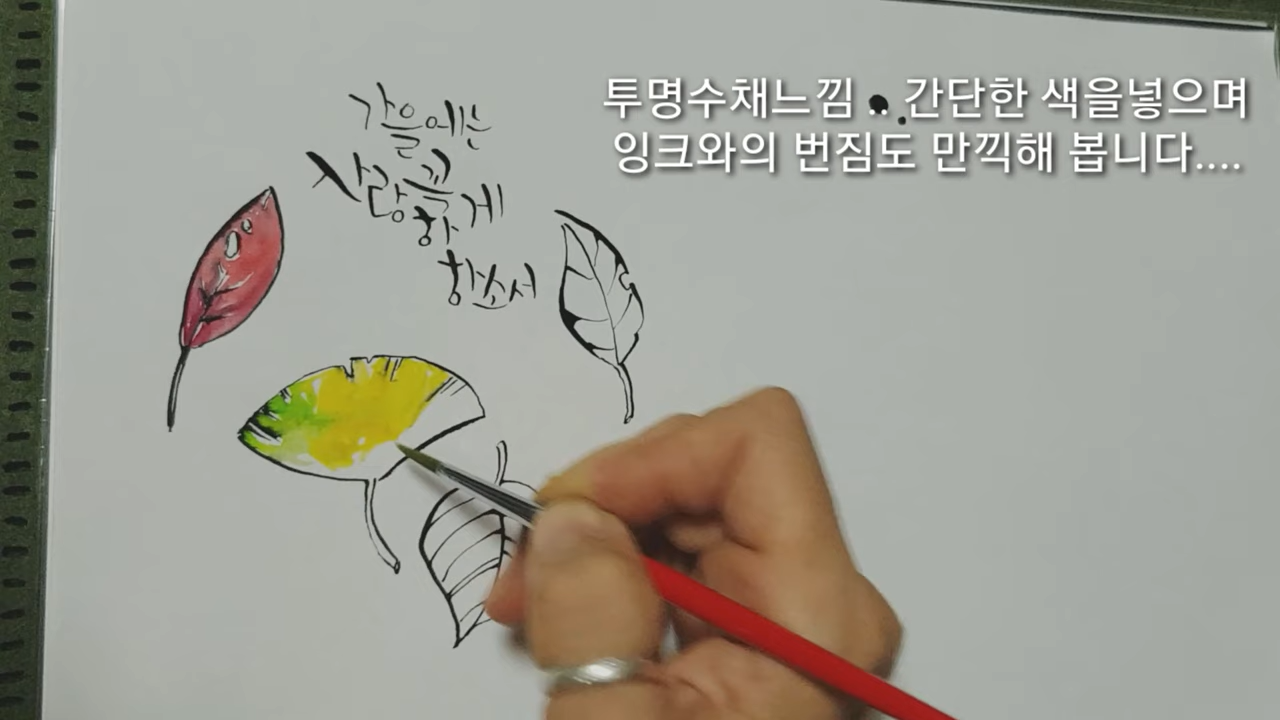 투명수채느낌 .. 간단한 색을넣으며
잉크와의 번짐도 만끽해 봅니다....
가을에는
사랑꼭게
하
하소서